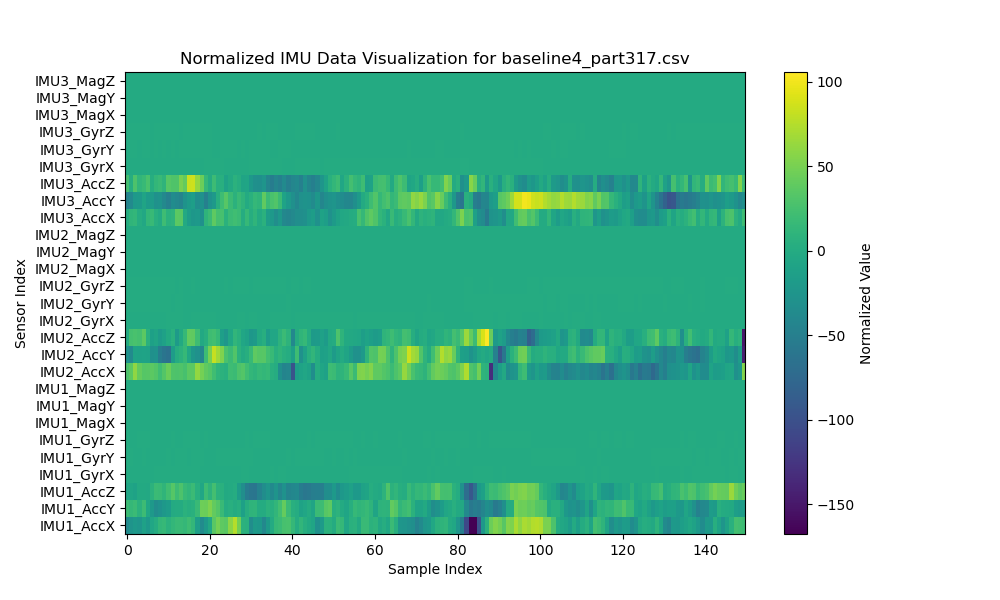 Normalized IMU Data Visualization for baseline4_part317.csv
IMU3_MagZ
IMU3_MagY
IMU3_MagX
IMU3_GyrZ
IMU3_GyrY
IMU3_GyrX
IMU3_AccZ
IMU3_AccY
IMU3_AccX
IMU2_MagZ
IMU2_MagY
IMU2_MagX
IMU2_GyrZ
IMU2_GyrY
IMU2_GyrX
IMU2_AccZ
IMU2_AccY
IMU2_AccX
IMU1_MagZ
IMU1_MagY
IMU1_MagX
IMU1_GyrZ
IMU1_GyrY
IMU1_GyrX
IMU1_AccZ
IMU1_AccY
IMU1_AccX
Sensor Index
0 20 40 60 80 100 120 140
Sample Index
100
50
0
−50
−100
−150
Normalized Value